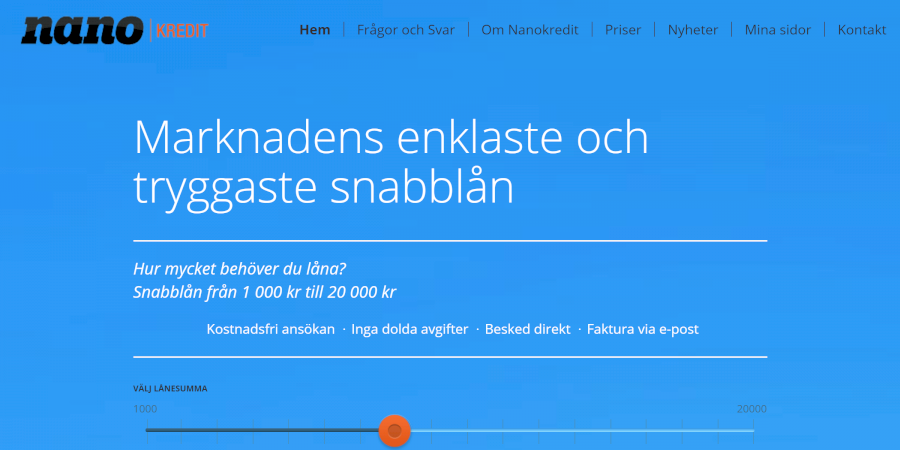 nano KREDIT
Hem Frågor och Svar Om Nanokredit Priser Nyheter Mina sidor Kontakt
Marknadens enklaste och
tryggaste snabblån
Hur mycket behöver du låna?
Snabblån från 1 000 kr till 20 000 kr
Kostnadsfri ansökan · Inga dolda avgifter · Besked direkt · Faktura via e-post
VÄLJ LÅNESUMMA
1000 20000